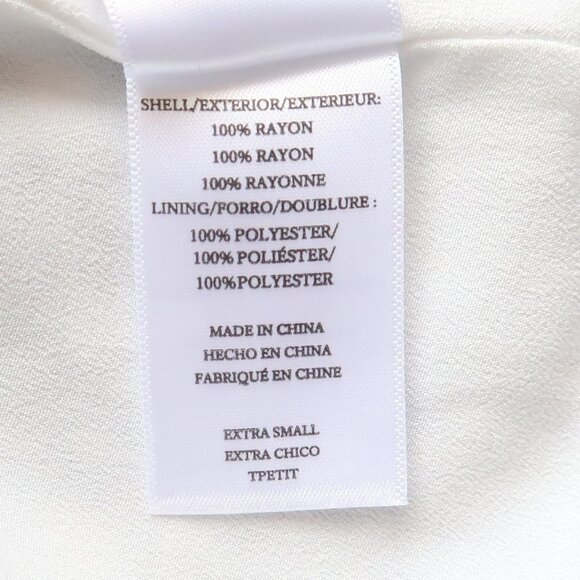 SHELL/EXTERIOR/EXTERIEUR:
100% RAYON
100% RAYON
100% RAYONNE
LINING/FORRO/DOUBLURE :
100% POLYESTER/
100% POLIÉSTER/
100%POLYESTER
MADE IN CHINA
HECHO EN CHINA
FABRIQUÉ EN CHINE
EXTRA SMALL
EXTRA CHICO
TPETIT